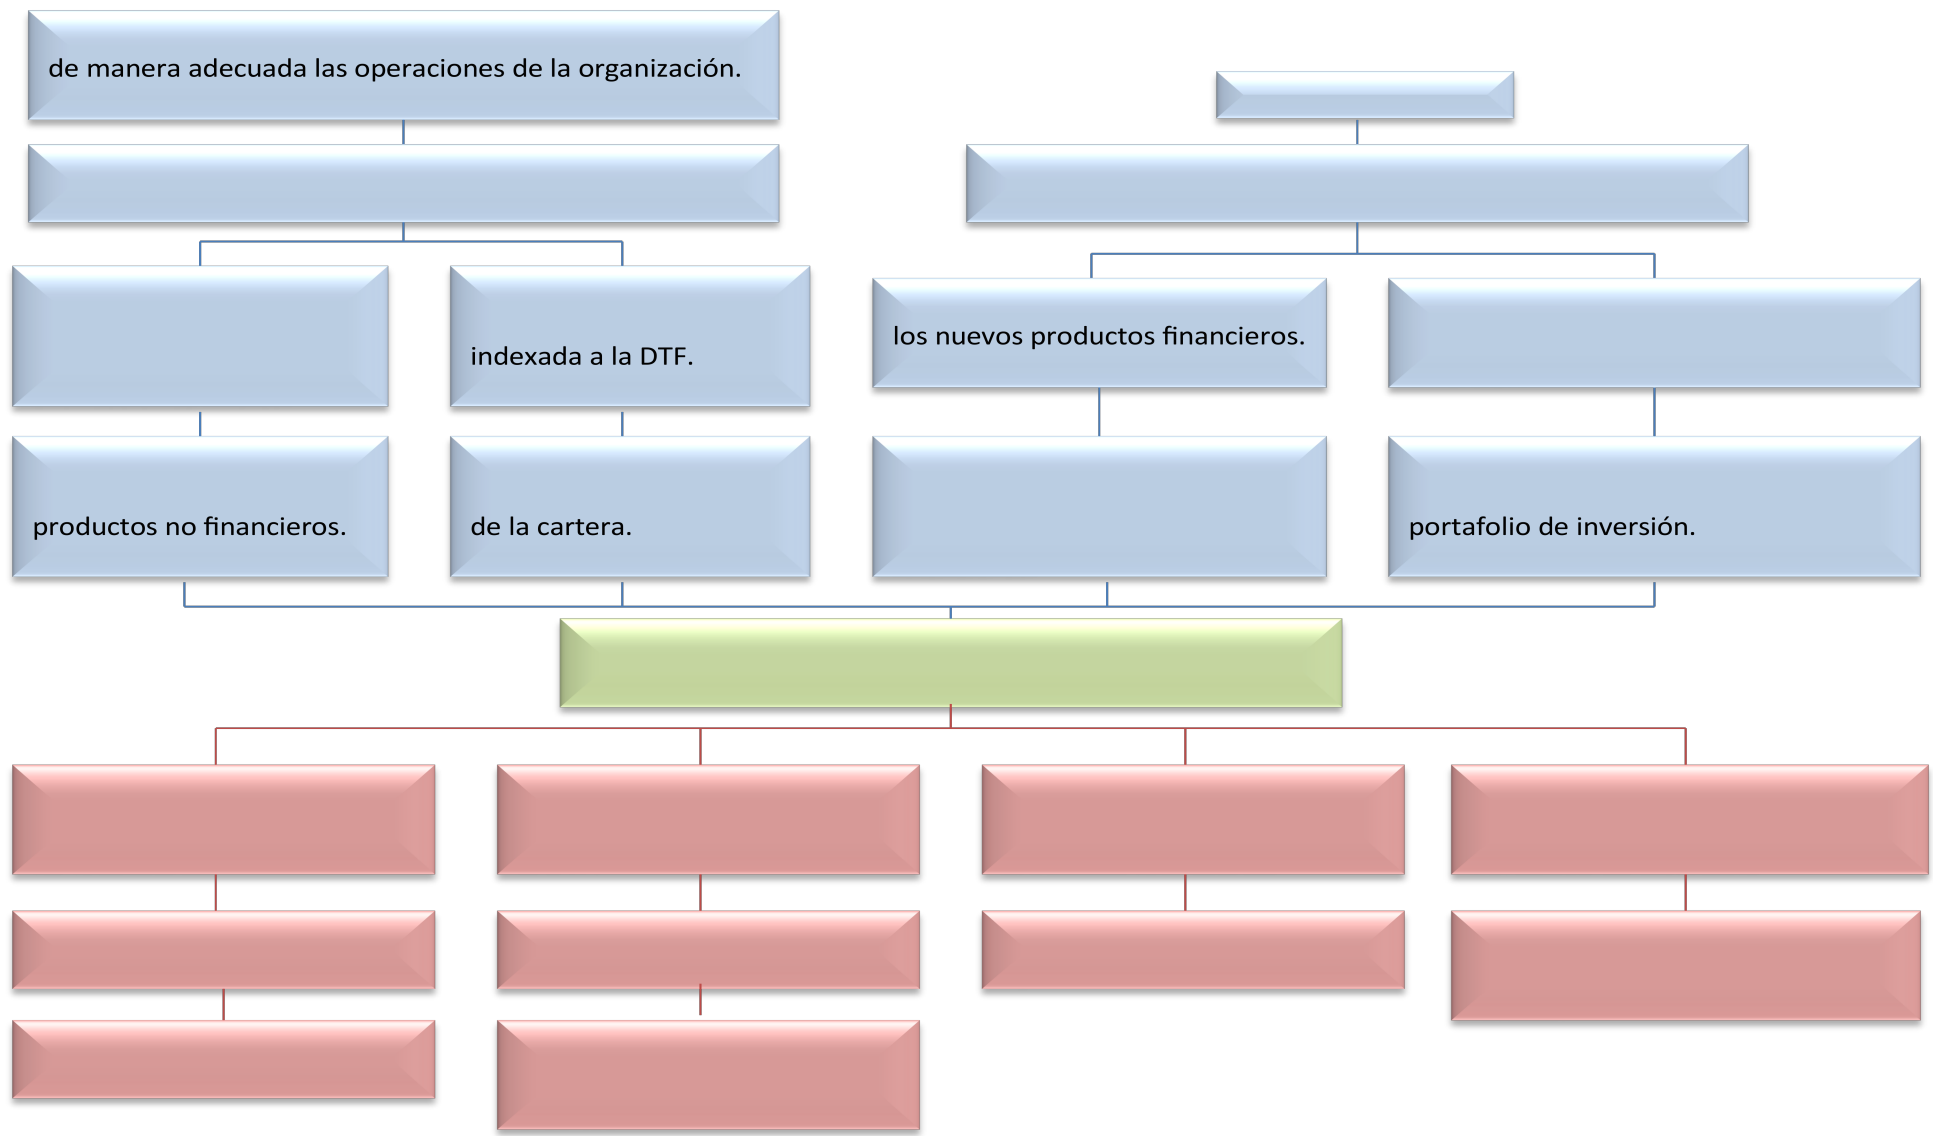 de manera adecuada las operaciones de la organización.
los nuevos productos financieros.
indexada a la DTF.
productos no financieros.
de la cartera.
portafolio de inversión.